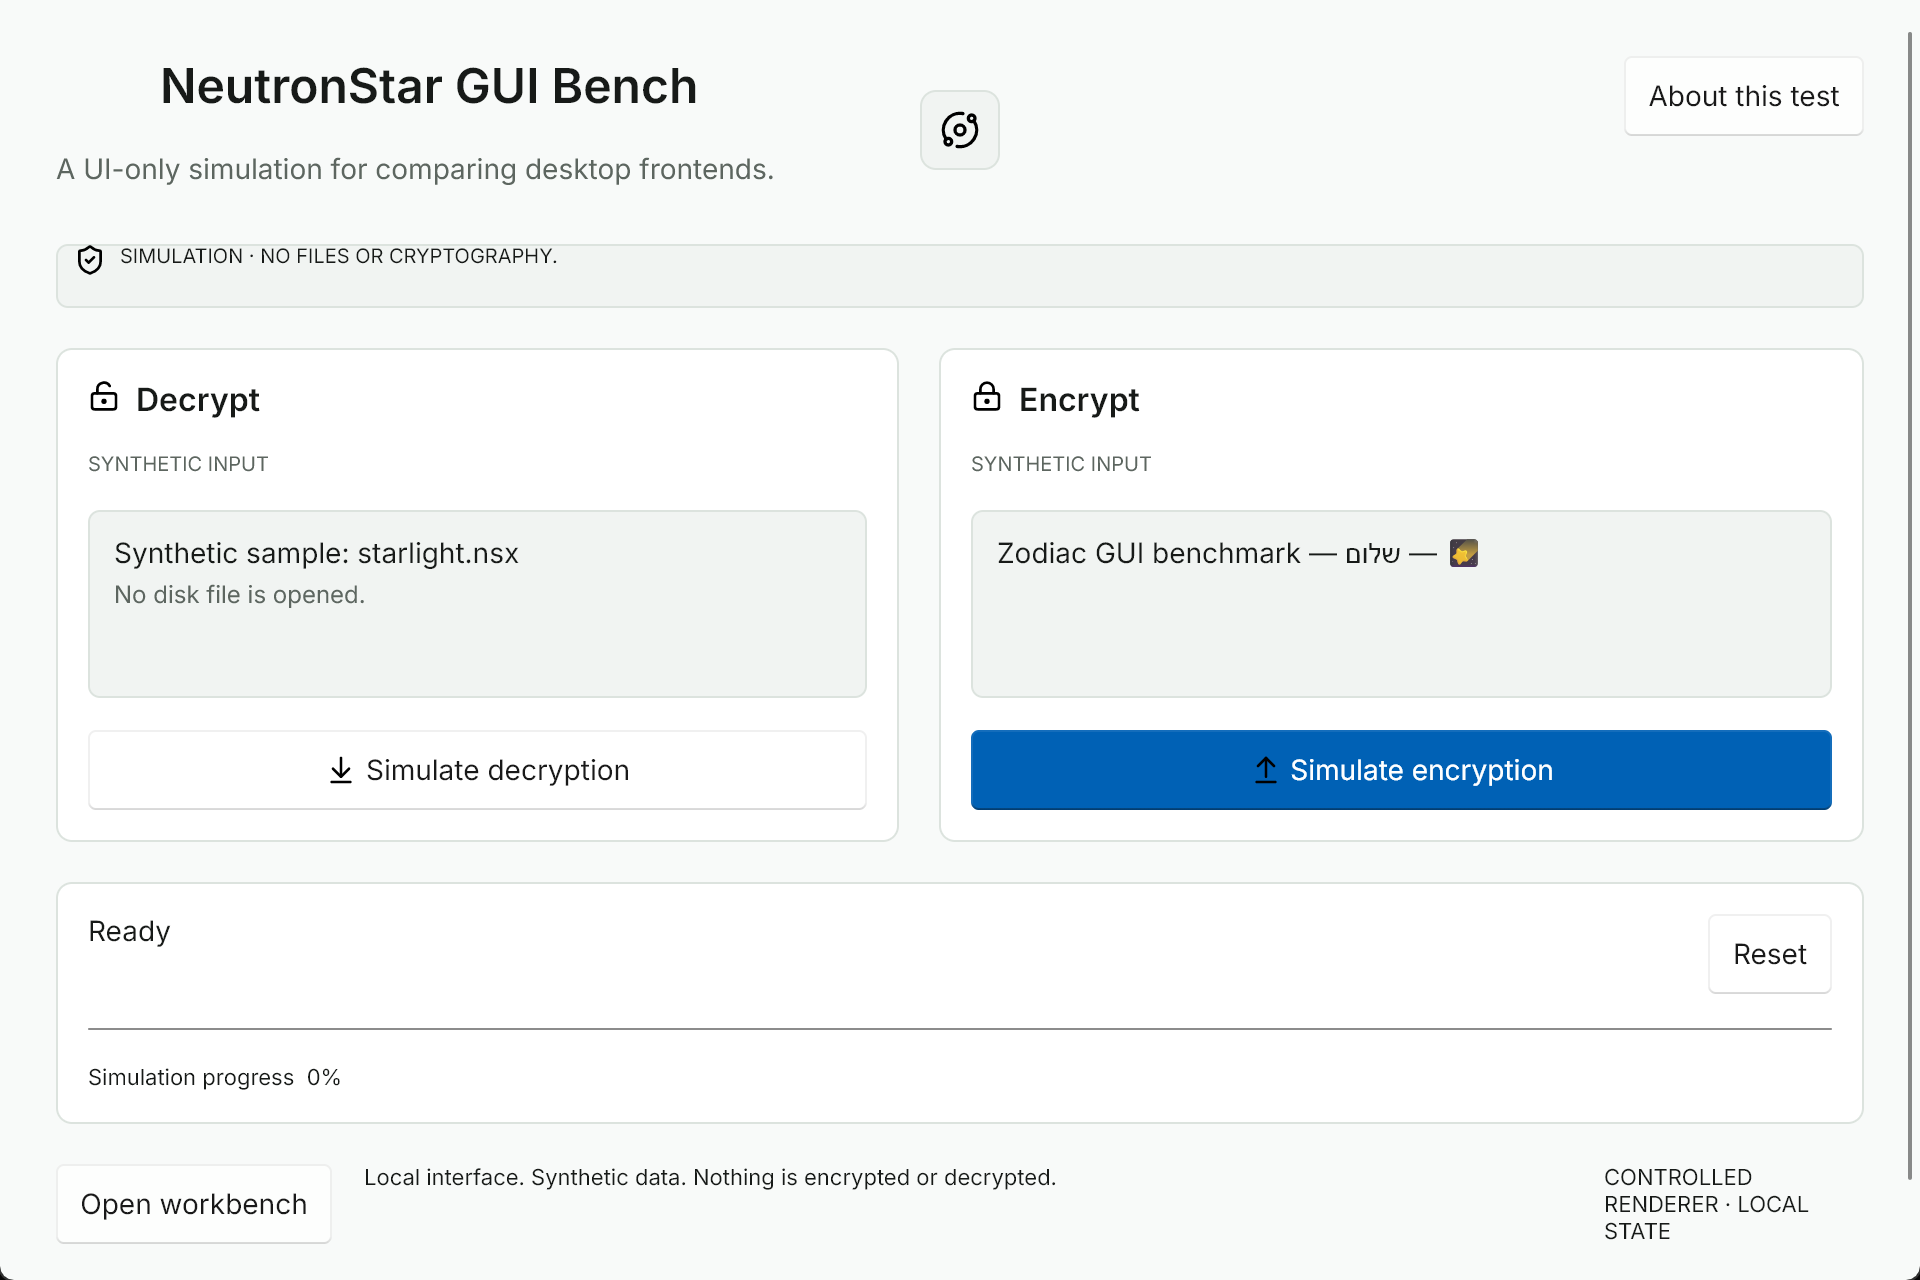 NeutronStar GUI Bench
About this test
A UI-only simulation for comparing desktop frontends.
SIMULATION · NO FILES OR CRYPTOGRAPHY.
Decrypt
SYNTHETIC INPUT
Synthetic sample: starlight.nsx
No disk file is opened.
Simulate decryption
Encrypt
SYNTHETIC INPUT
Zodiac GUI benchmark — שלום — 🌠
Simulate encryption
Ready
Reset
Simulation progress 0%
Open workbench
Local interface. Synthetic data. Nothing is encrypted or decrypted.
CONTROLLED
RENDERER · LOCAL
STATE